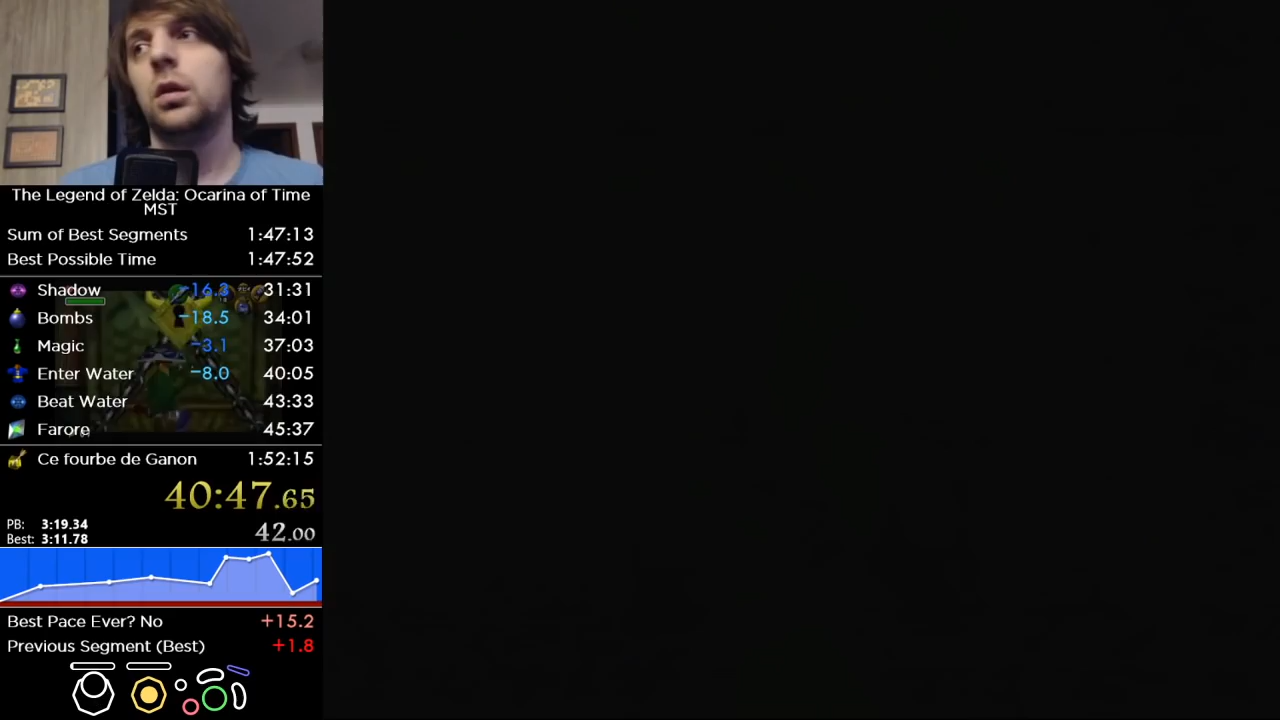 The Legend of Zelda: Ocarina of Time
MST
Sum of Best Segments 1:47:13
Best Possible Time 1:47:52
Shadow -16.3 31:31
Bombs -18.5 34:01
Magic -3.1 37:03
Enter Water -8.0 40:05
Beat Water 43:33
Farore 45:37
Ce fourbe de Ganon 1:52:15
40:47.65
PB: 3:19.34 42.00
Best: 3:11.78
Best Pace Ever? No +15.2
Previous Segment (Best) +1.8